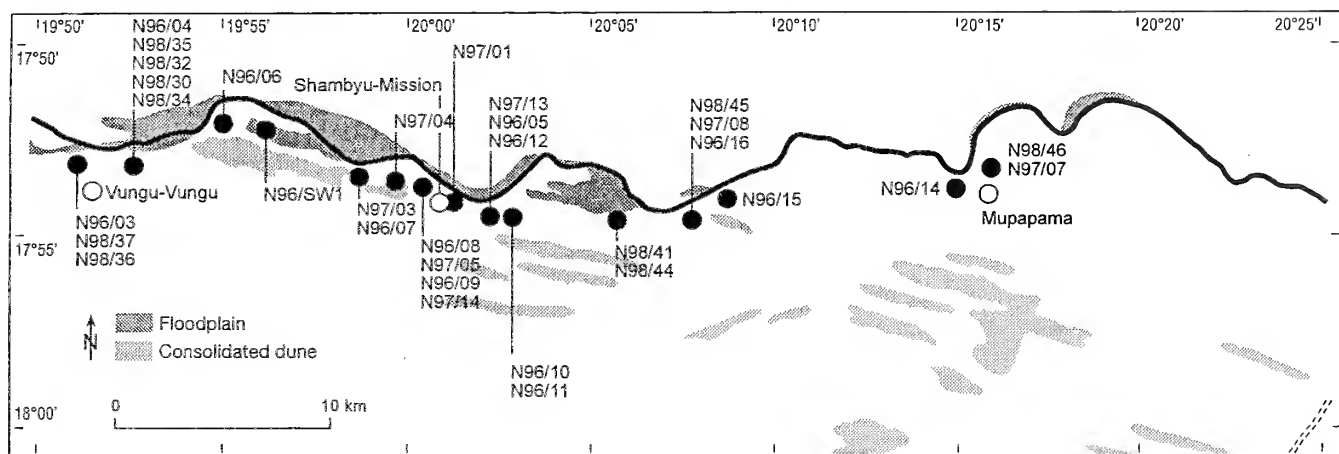 19°50'
19°55'
20°00'
20°05'
20°10'
20°15'
20°20'
20°25'
17°50'
N96/04
N98/35
N98/32
N98/30
N98/34
N96/06
Shambyu-Mission
N97/01
N97/04
N97/13
N96/05
N96/12
N98/45
N97/08
N96/16
N98/46
N97/07
N96/14
Mupapama
N96/15
Vungu-Vungu
N96/SW1
N96/03
N98/37
N98/36
N97/03
N96/07
N96/08
N97/05
N96/09
N97/14
N98/41
N98/44
17°55'
N96/10
N96/11
N
Floodplain
Consolidated dune
0
10 km
18°00'